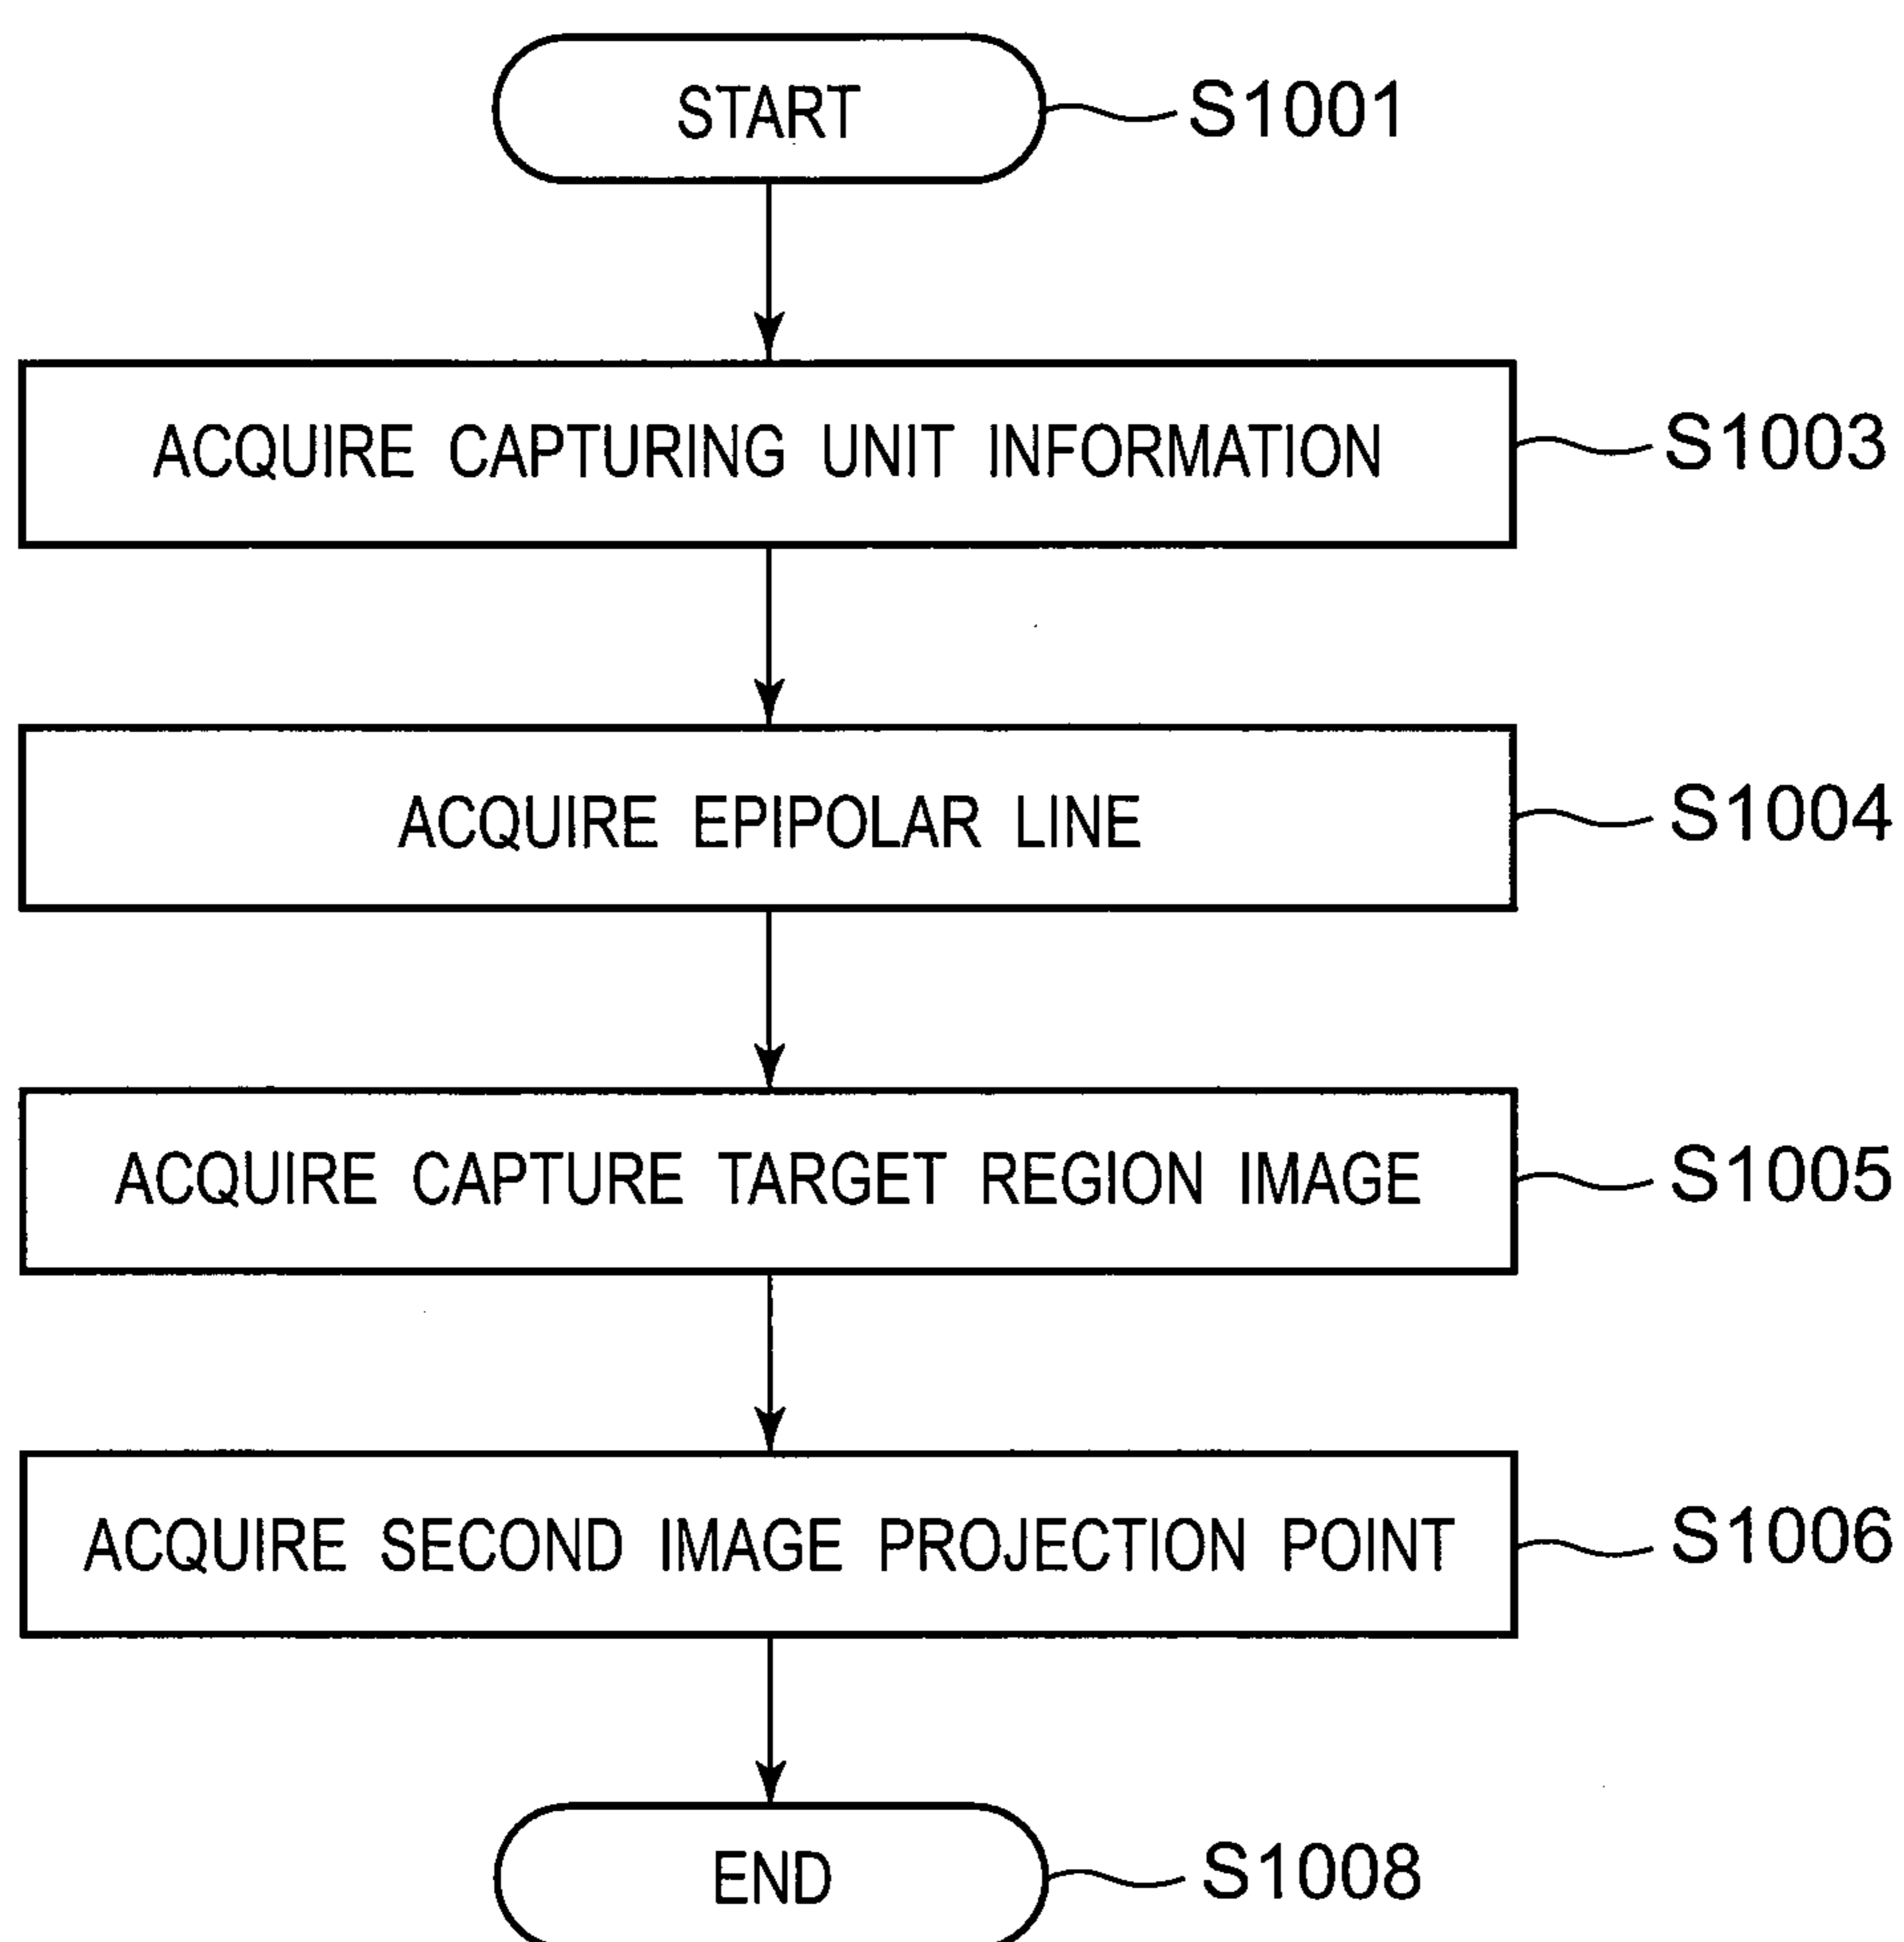 START S1001
ACQUIRE CAPTURING UNIT INFORMATION S1003
ACQUIRE EPIPOLAR LINE S1004
ACQUIRE CAPTURE TARGET REGION IMAGE S1005
ACQUIRE SECOND IMAGE PROJECTION POINT S1006
END S1008